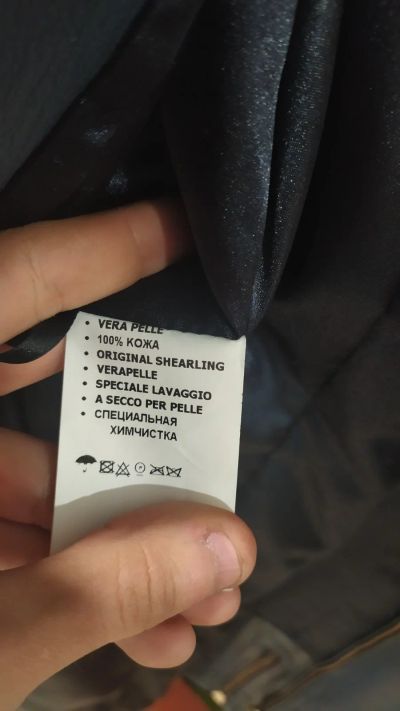 • VERA PELLE
• 100% КОЖА
• ORIGINAL SHEARLING
• VERAPELLE
• SPECIALE LAVAGGIO
• A SECCO PER PELLE
• СПЕЦИАЛЬНАЯ
ХИМЧИСТКА